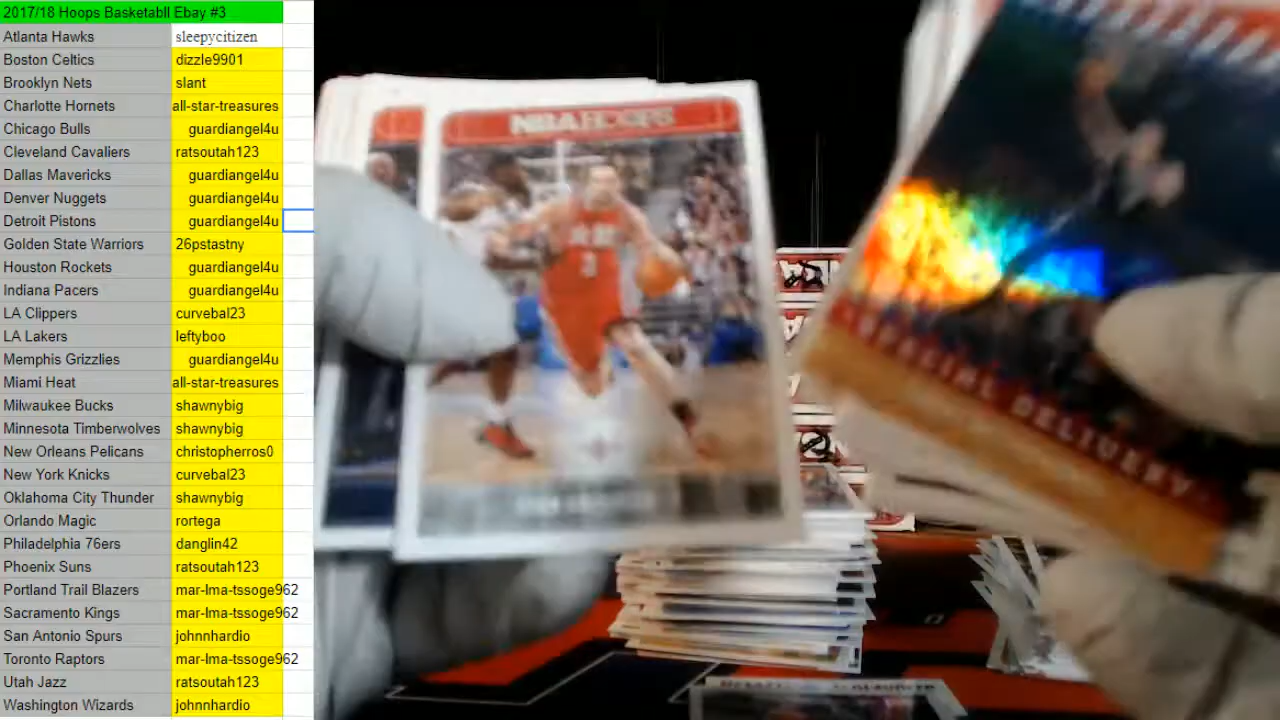 2017/18 Hoops Basketabll Ebay #3
Atlanta Hawks sleepycitizen
Boston Celtics dizzle9901
Brooklyn Nets slant
Charlotte Hornets all-star-treasures
Chicago Bulls guardiangel4u
Cleveland Cavaliers ratsoutah123
Dallas Mavericks guardiangel4u
Denver Nuggets guardiangel4u
Detroit Pistons guardiangel4u
Golden State Warriors 26pstastny
Houston Rockets guardiangel4u
Indiana Pacers guardiangel4u
LA Clippers curvebal23
LA Lakers leftyboo
Memphis Grizzlies guardiangel4u
Miami Heat all-star-treasures
Milwaukee Bucks shawnybig
Minnesota Timberwolves shawnybig
New Orleans Pelicans christopherros0
New York Knicks curvebal23
Oklahoma City Thunder shawnybig
Orlando Magic rortega
Philadelphia 76ers danglin42
Phoenix Suns ratsoutah123
Portland Trail Blazers mar-lma-tssoge962
Sacramento Kings mar-lma-tssoge962
San Antonio Spurs johnnhardio
Toronto Raptors mar-lma-tssoge962
Utah Jazz ratsoutah123
Washington Wizards johnnhardio
NBA HOOPS
3
SPECIAL DELIVERY